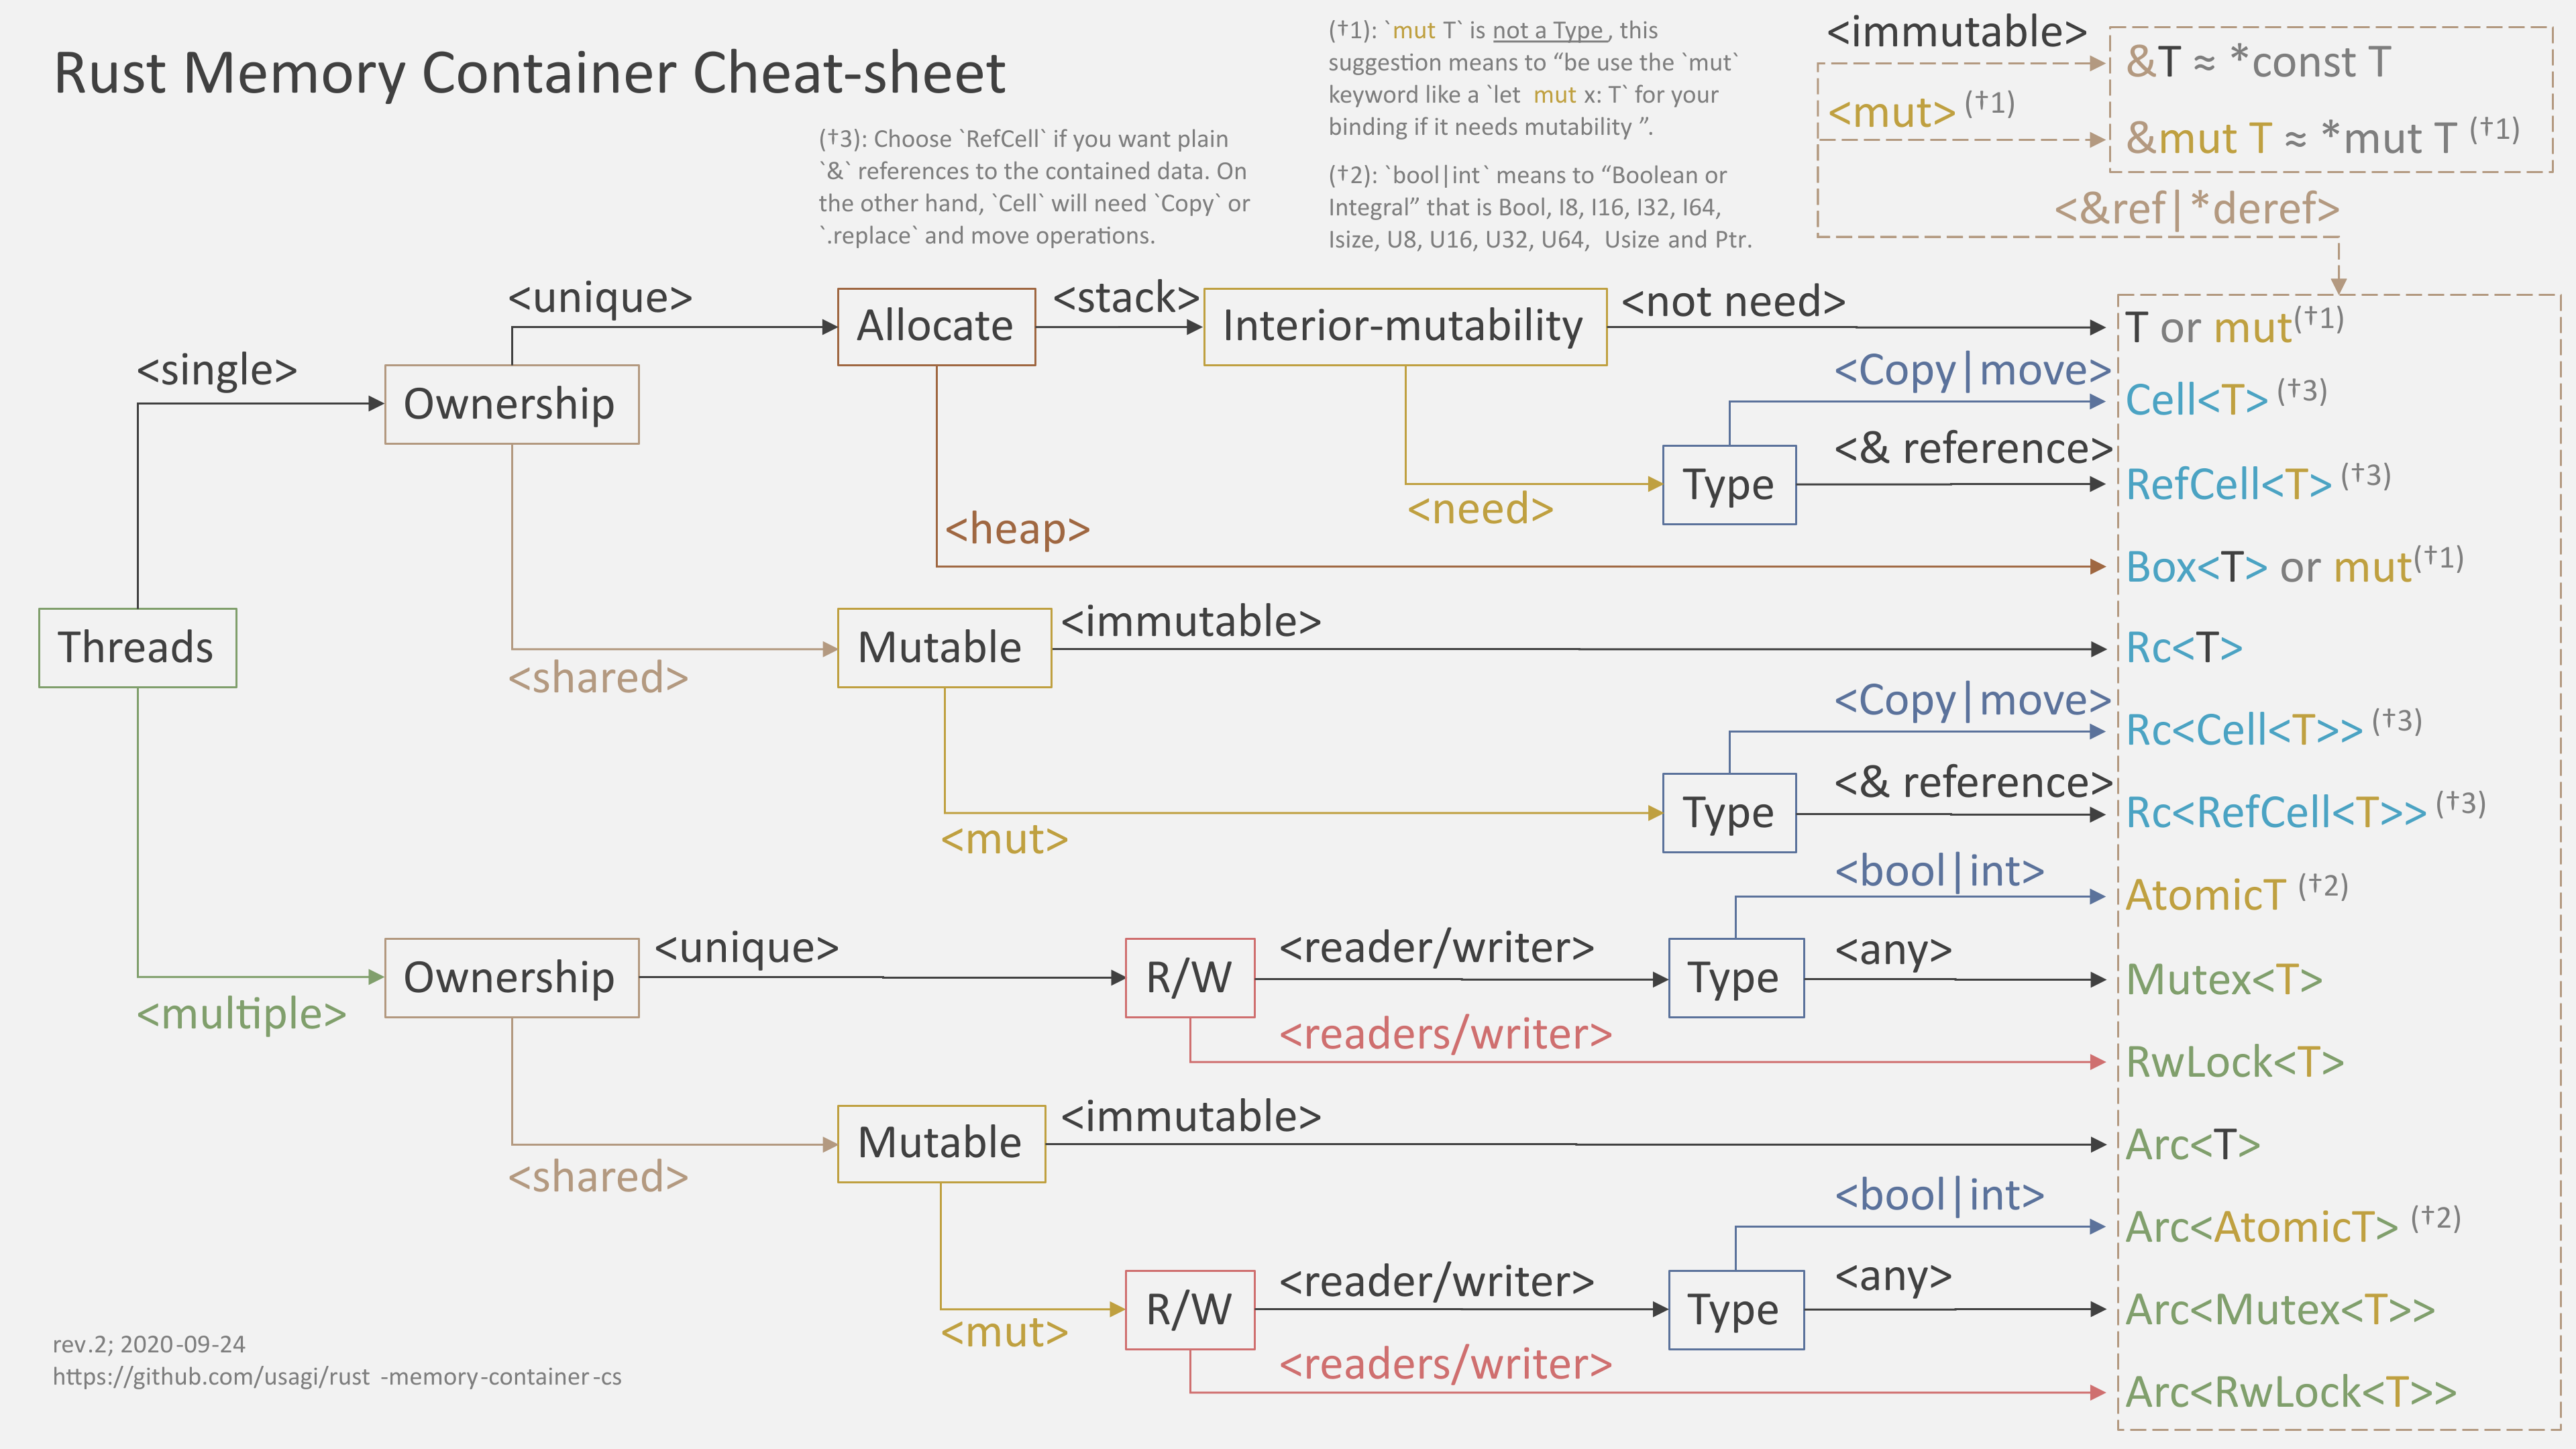 Rust Memory Container Cheat-sheet
(†3): Choose `RefCell` if you want plain
`&` references to the contained data. On
the other hand, `Cell` will need `Copy` or
`.replace` and move operations.
(†1): `mut T` is not a Type, this
suggestion means to “be use the `mut`
keyword like a `let mut x: T` for your
binding if it needs mutability ”.
(†2): `bool|int` means to “Boolean or
Integral” that is Bool, I8, I16, I32, I64,
Isize, U8, U16, U32, U64, Usize and Ptr.
<immutable>
&T ≈ *const T
<mut> (†1)
&mut T ≈ *mut T (†1)
<&ref|*deref>
<unique>
Allocate
<stack>
Interior-mutability
<not need>
T or mut(†1)
<single>
Ownership
<Copy|move>
Cell<T> (†3)
<need>
Type
<& reference>
RefCell<T> (†3)
<heap>
Box<T> or mut(†1)
Threads
<shared>
Mutable
<immutable>
Rc<T>
<Copy|move>
Rc<Cell<T>> (†3)
<mut>
Type
<& reference>
Rc<RefCell<T>> (†3)
<bool|int>
AtomicT (†2)
<multiple>
Ownership
<unique>
R/W
<reader/writer>
Type
<any>
Mutex<T>
<readers/writer>
RwLock<T>
<shared>
Mutable
<immutable>
Arc<T>
<bool|int>
Arc<AtomicT> (†2)
<mut>
R/W
<reader/writer>
Type
<any>
Arc<Mutex<T>>
<readers/writer>
Arc<RwLock<T>>
rev.2; 2020-09-24
https://github.com/usagi/rust -memory-container-cs